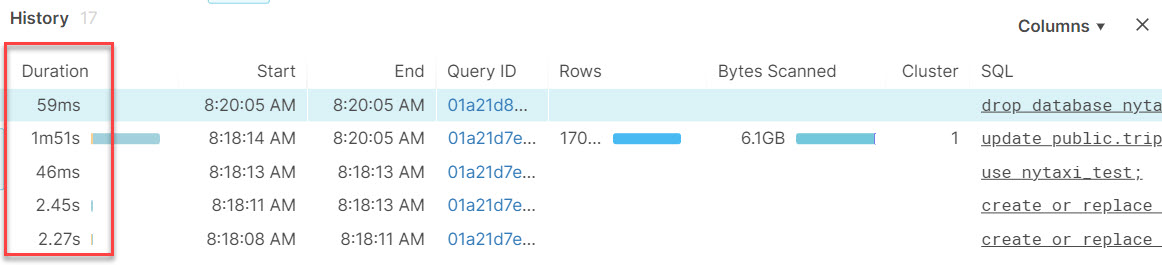 History 17
Columns ▾ ✕
Duration Start End Query ID Rows Bytes Scanned Cluster SQL
59ms 8:20:05 AM 8:20:05 AM 01a21d8... drop database nyta
1m51s 8:18:14 AM 8:20:05 AM 01a21d7e... 170... 6.1GB 1 update public.trip
46ms 8:18:13 AM 8:18:13 AM 01a21d7e... use nytaxi_test;
2.45s 8:18:11 AM 8:18:13 AM 01a21d7e... create or replace
2.27s 8:18:08 AM 8:18:11 AM 01a21d7e... create or replace